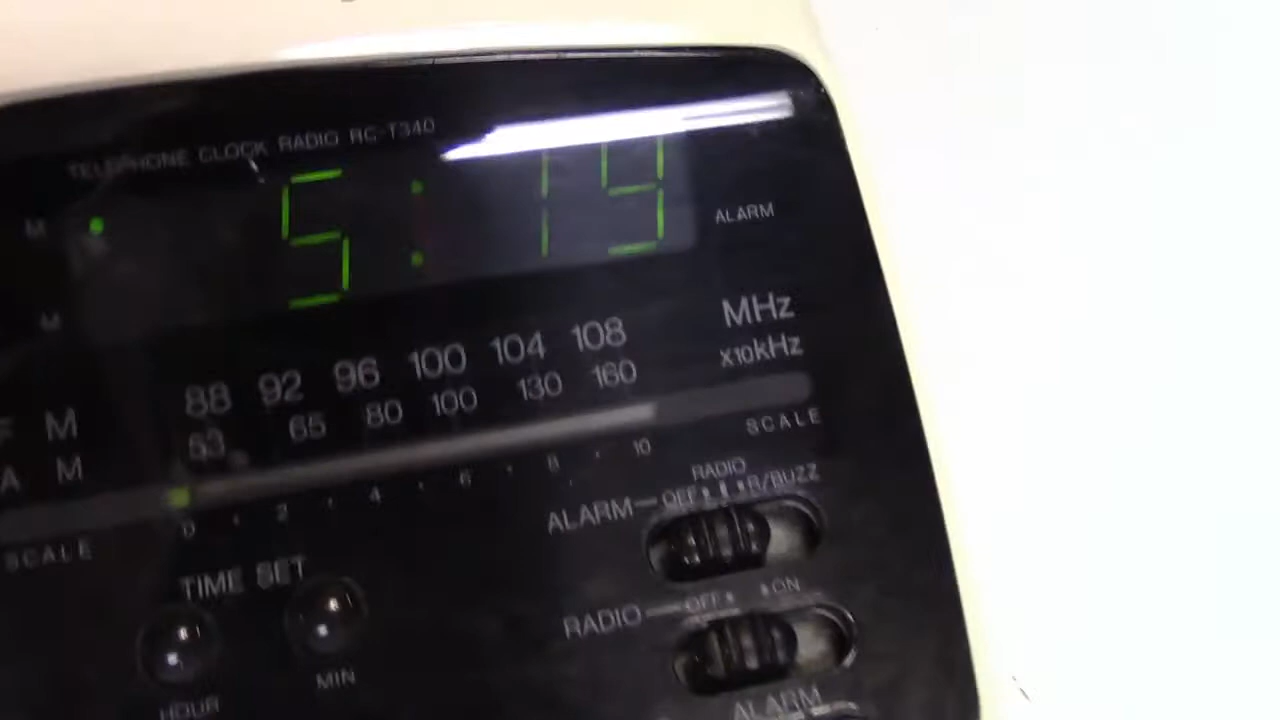 TELEPHONE CLOCK RADIO RC-T340
M
5:19
ALARM
M
88 92 96 100 104 108 MHz
53 65 80 100 130 160 X10kHz
F M
A M
SCALE
0 2 4 6 8 10
SCALE
RADIO
ALARM OFF R/BUZZ
TIME SET
RADIO OFF ON
HOUR MIN
ALARM